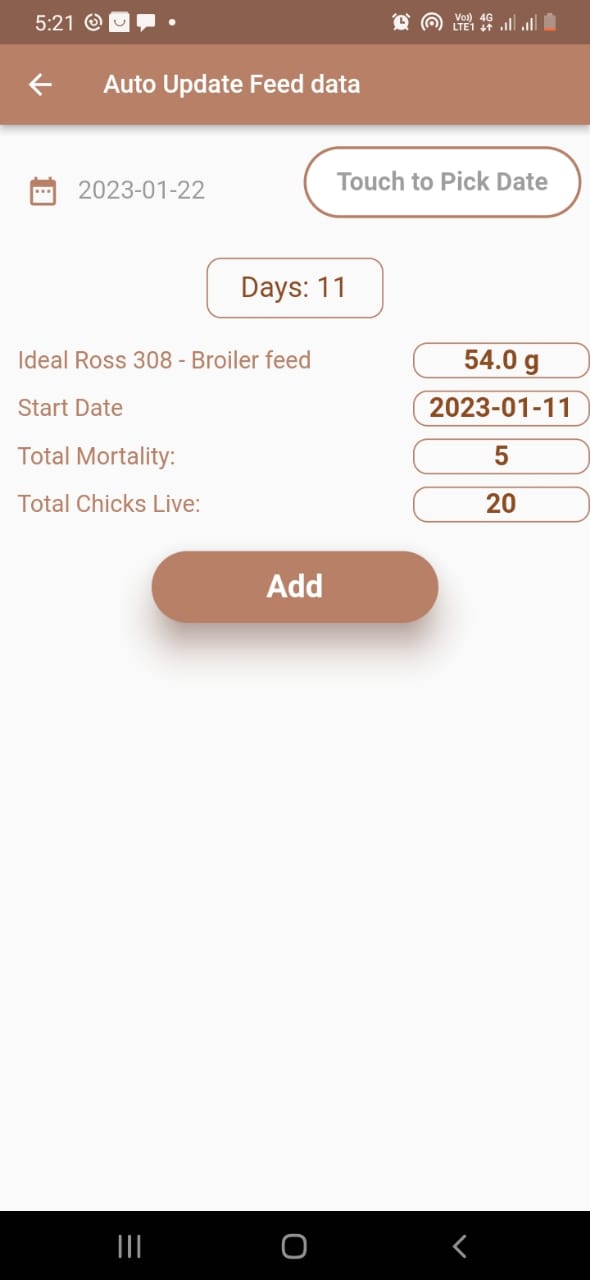 5:21
Vo)) 4G
LTE1
Auto Update Feed data
2023-01-22
Touch to Pick Date
Days: 11
Ideal Ross 308 - Broiler feed 54.0 g
Start Date 2023-01-11
Total Mortality: 5
Total Chicks Live: 20
Add